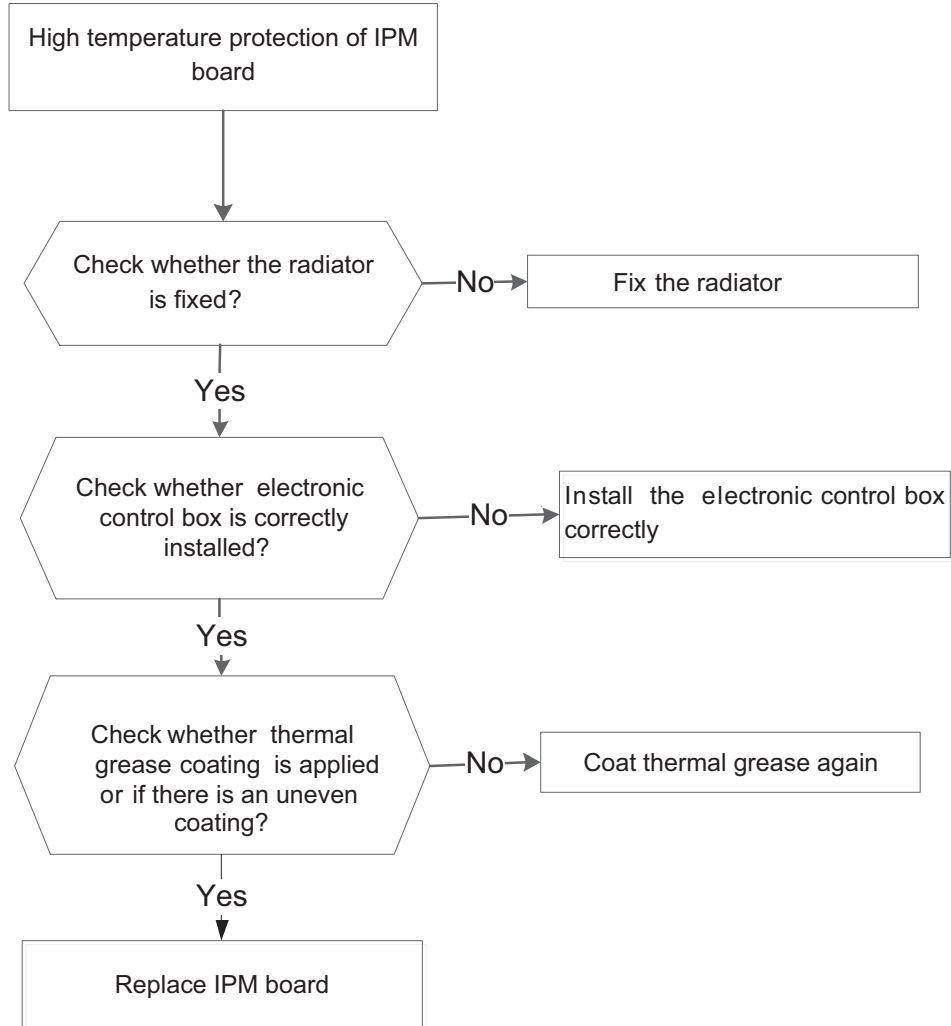 High temperature protection of IPM
board
Check whether the radiator
is fixed?
No
Fix the radiator
Yes
Check whether electronic
control box is correctly
installed?
No
Install the electronic control box
correctly
Yes
Check whether thermal
grease coating is applied
or if there is an uneven
coating?
No
Coat thermal grease again
Yes
Replace IPM board